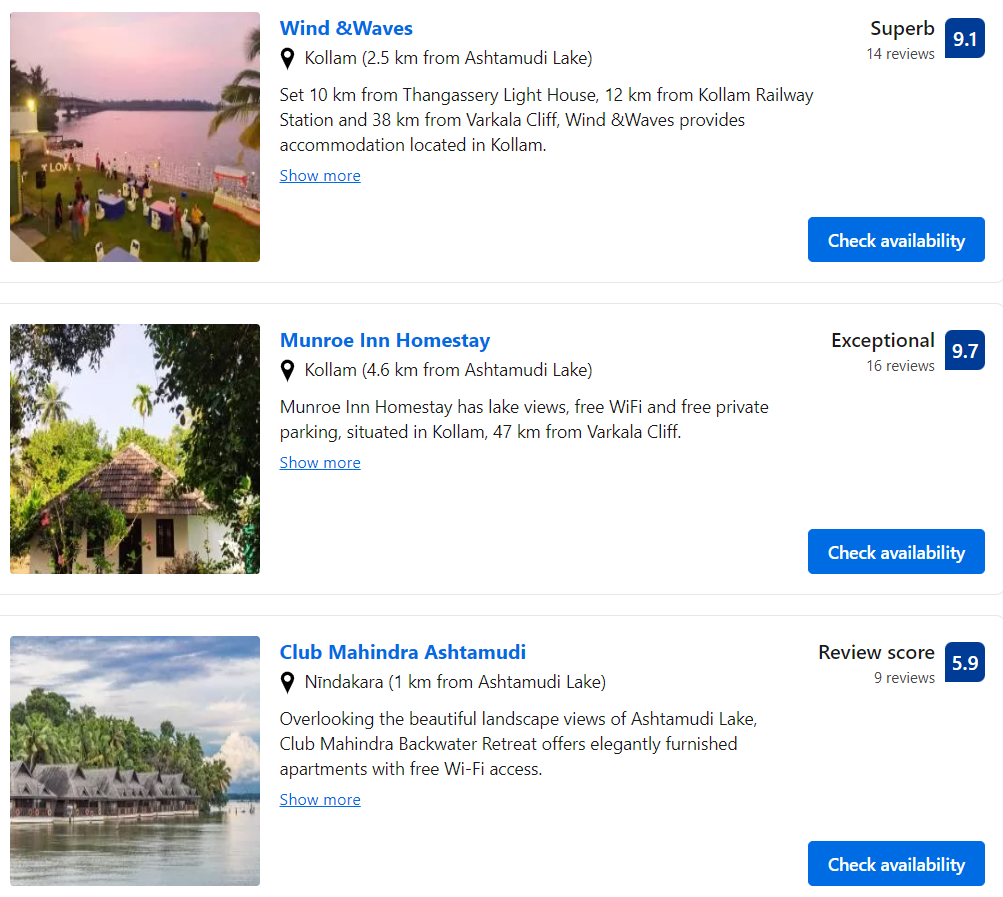 Wind &Waves
Kollam (2.5 km from Ashtamudi Lake)
Superb
14 reviews
9.1
Set 10 km from Thangassery Light House, 12 km from Kollam Railway
Station and 38 km from Varkala Cliff, Wind &Waves provides
accommodation located in Kollam.
Show more
LOVE
Check availability
Munroe Inn Homestay
Kollam (4.6 km from Ashtamudi Lake)
Exceptional
16 reviews
9.7
Munroe Inn Homestay has lake views, free WiFi and free private
parking, situated in Kollam, 47 km from Varkala Cliff.
Show more
Check availability
Club Mahindra Ashtamudi
Nīndakara (1 km from Ashtamudi Lake)
Review score
9 reviews
5.9
Overlooking the beautiful landscape views of Ashtamudi Lake,
Club Mahindra Backwater Retreat offers elegantly furnished
apartments with free Wi-Fi access.
Show more
Check availability